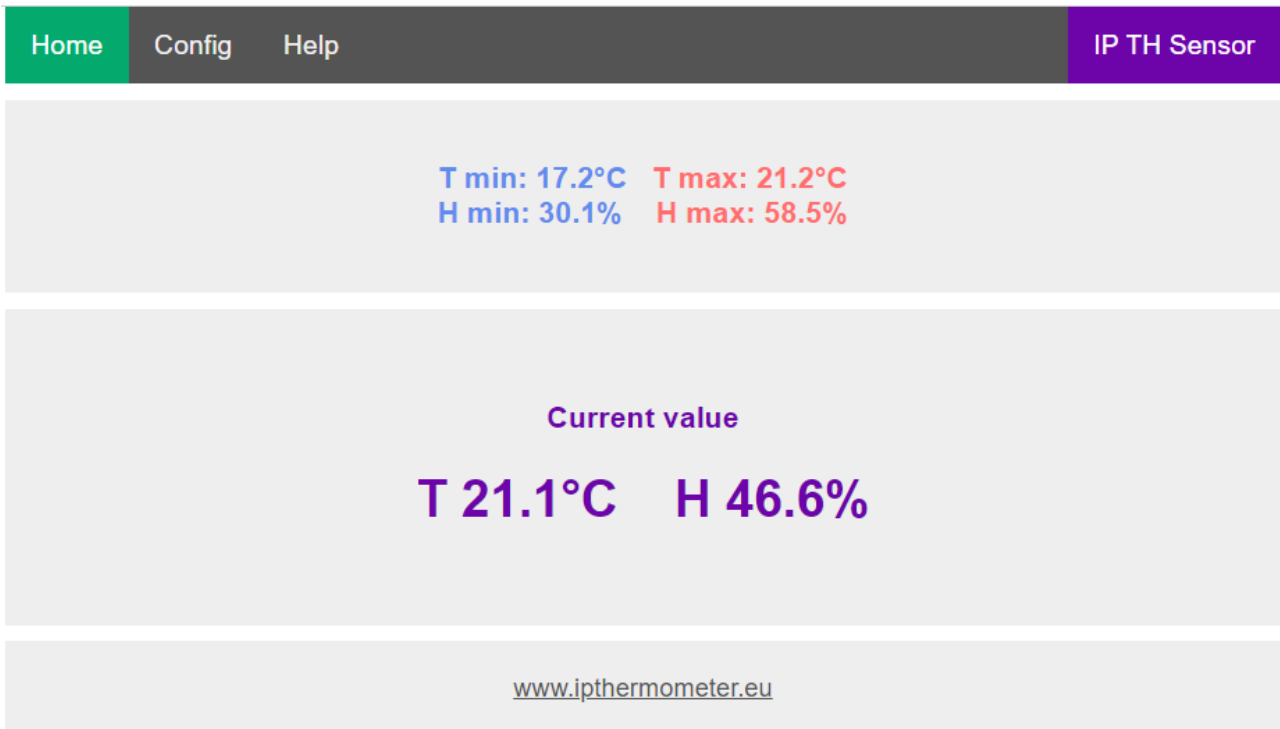 Home Config Help IP TH Sensor
T min: 17.2°C T max: 21.2°C
H min: 30.1% H max: 58.5%
Current value
T 21.1°C H 46.6%
www.ipthermometer.eu